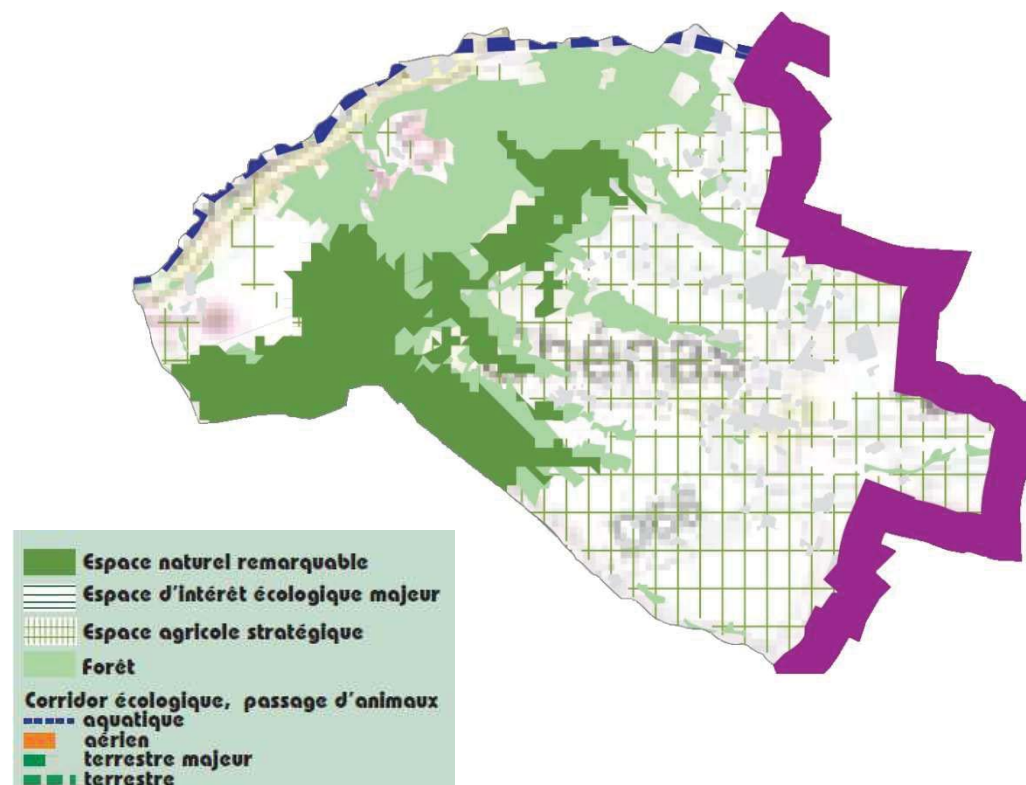 Espace naturel remarquable
Espace d'intérêt écologique majeur
Espace agricole stratégique
Forêt
Corridor écologique, passage d'animaux
aquatique
aérien
terrestre majeur
terrestre